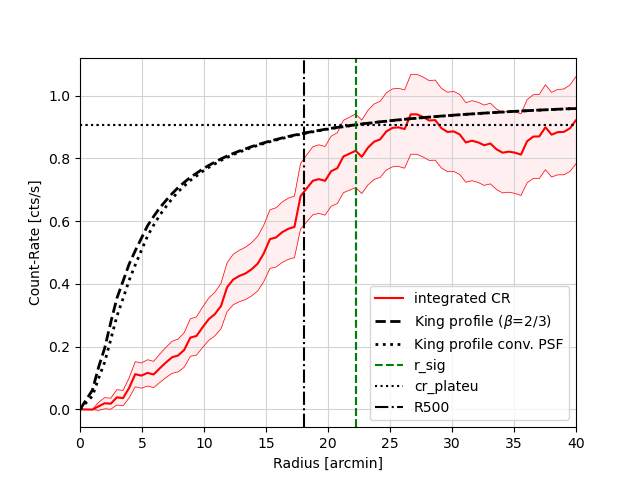 1.0
0.8
0.6
0.4
0.2
0.0
Count-Rate [cts/s]
integrated CR
King profile (β=2/3)
King profile conv. PSF
r_sig
cr_plateu
R500
0 5 10 15 20 25 30 35 40
Radius [arcmin]